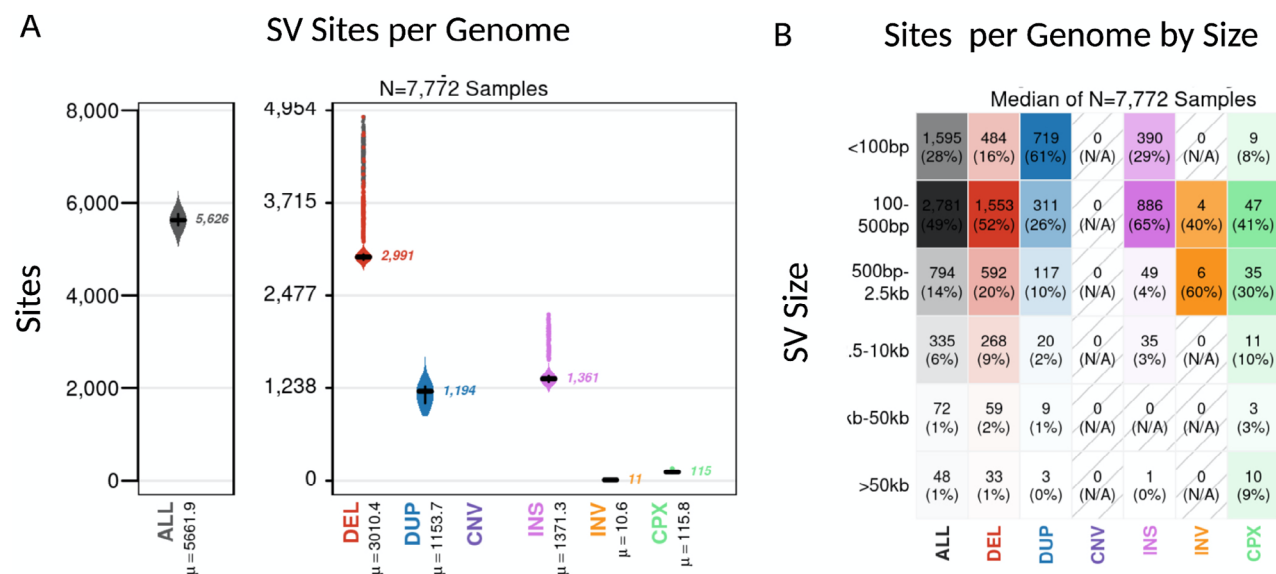 A
SV Sites per Genome
N=7,772 Samples
Sites
8,000
6,000
4,000
2,000
0
5,626
ALL
µ = 5661.9
4,954
3,715
2,477
1,238
0
2,991
1,194
1,361
11
115
DEL
µ = 3010.4
DUP
µ = 1153.7
CNV
INS
µ = 1371.3
INV
µ = 10.6
CPX
µ = 115.8
B
Sites per Genome by Size
Median of N=7,772 Samples
SV Size
<100bp
1,595 484 719 0 390 0 9
(28%) (16%) (61%) (N/A) (29%) (N/A) (8%)
100-
500bp
2,781 1,553 311 0 886 4 47
(49%) (52%) (26%) (N/A) (65%) (40%) (41%)
500bp-
2.5kb
794 592 117 0 49 6 35
(14%) (20%) (10%) (N/A) (4%) (60%) (30%)
.5-10kb
335 268 20 0 35 0 11
(6%) (9%) (2%) (N/A) (3%) (N/A) (10%)
kb-50kb
72 59 9 0 0 0 3
(1%) (2%) (1%) (N/A) (N/A) (N/A) (3%)
>50kb
48 33 3 0 1 0 10
(1%) (1%) (0%) (N/A) (0%) (N/A) (9%)
ALL DEL DUP CNV INS INV CPX